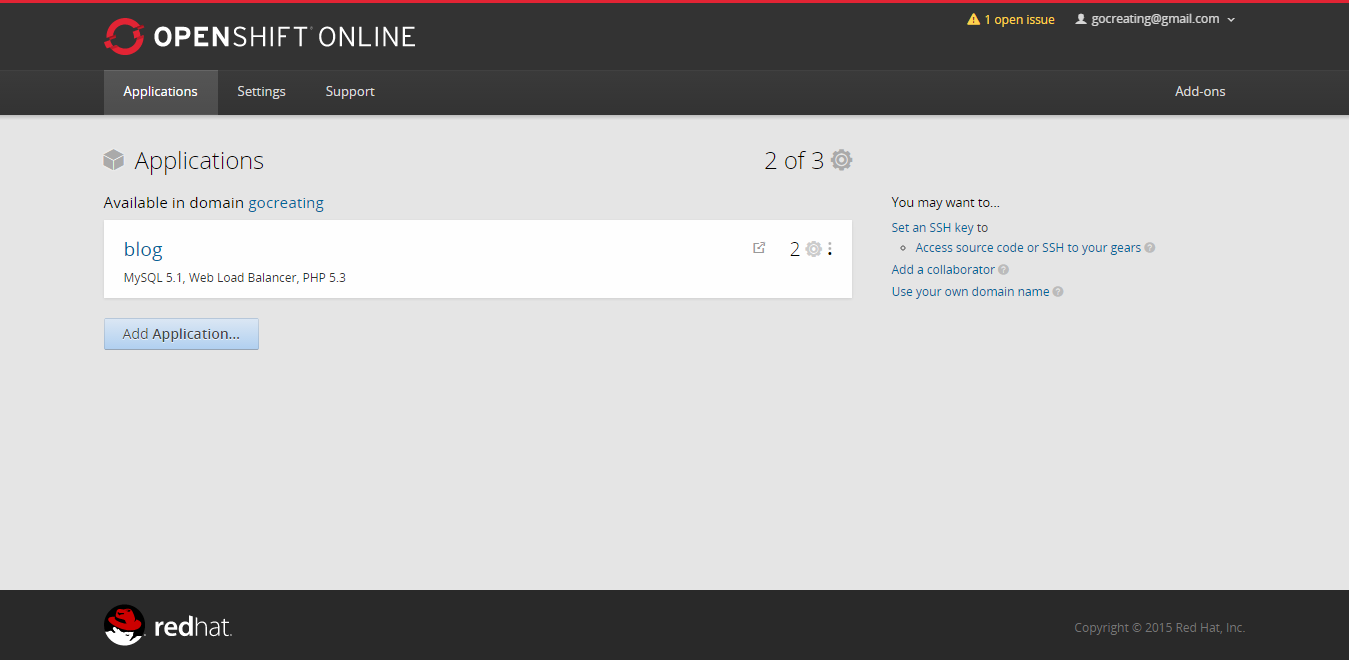 OPENSHIFT ONLINE
1 open issue
gocreating@gmail.com
Applications
Settings
Support
Add-ons
Applications
2 of 3
Available in domain gocreating
blog
2
MySQL 5.1, Web Load Balancer, PHP 5.3
Add Application...
You may want to...
Set an SSH key to
Access source code or SSH to your gears ?
Add a collaborator ?
Use your own domain name ?
redhat.
Copyright © 2015 Red Hat, Inc.